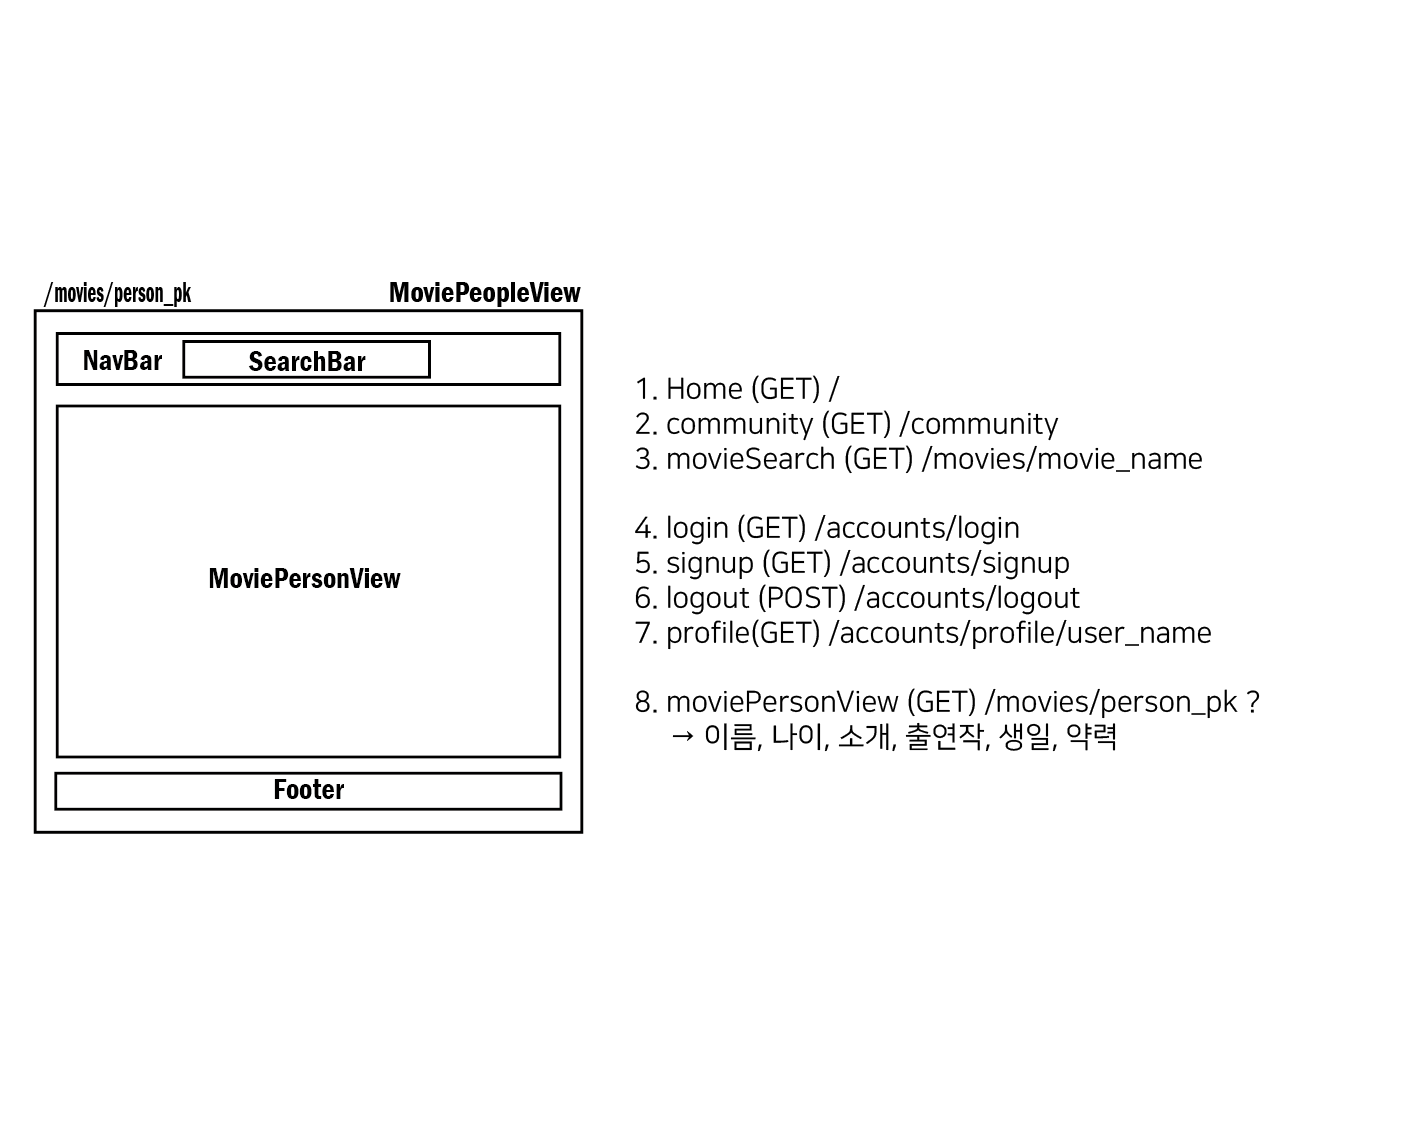 /movies/person_pk
MoviePeopleView
NavBar
SearchBar
MoviePersonView
Footer
1. Home (GET) /
2. community (GET) /community
3. movieSearch (GET) /movies/movie_name
4. login (GET) /accounts/login
5. signup (GET) /accounts/signup
6. logout (POST) /accounts/logout
7. profile(GET) /accounts/profile/user_name
8. moviePersonView (GET) /movies/person_pk ?
→ 이름, 나이, 소개, 출연작, 생일, 약력